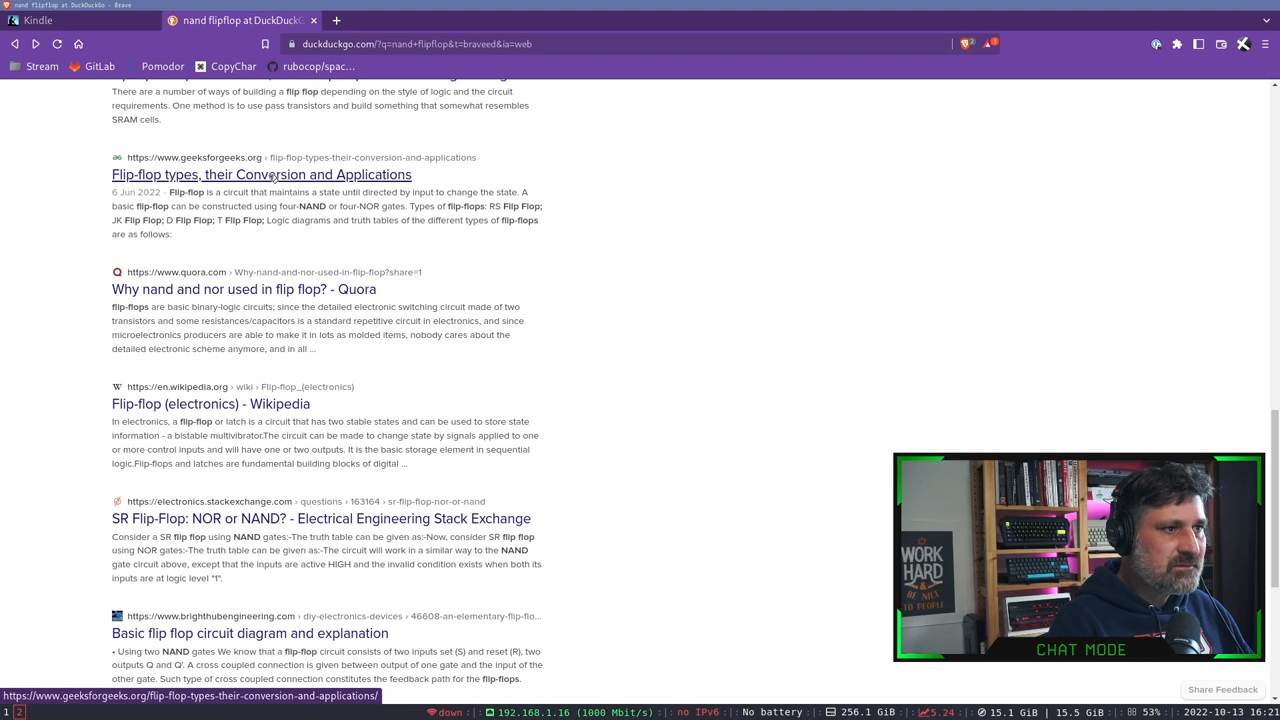 nand flipflop at DuckDuckGo - Brave
Kindle
nand flipflop at DuckDuckG
duckduckgo.com/?q=nand+flipflop&t=braveed&ia=web
Stream
GitLab
Pomodor
CopyChar
rubocop/spac…
There are a number of ways of building a flip flop depending on the style of logic and the circuit
requirements. One method is to use pass transistors and build something that somewhat resembles
SRAM cells.
https://www.geeksforgeeks.org › flip-flop-types-their-conversion-and-applications
Flip-flop types, their Conversion and Applications
6 Jun 2022 · Flip-flop is a circuit that maintains a state until directed by input to change the state. A
basic flip-flop can be constructed using four-NAND or four-NOR gates. Types of flip-flops: RS Flip Flop;
JK Flip Flop; D Flip Flop; T Flip Flop; Logic diagrams and truth tables of the different types of flip-flops
are as follows:
https://www.quora.com › Why-nand-and-nor-used-in-flip-flop?share=1
Why nand and nor used in flip flop? - Quora
flip-flops are basic binary-logic circuits; since the detailed electronic switching circuit made of two
transistors and some resistances/capacitors is a standard repetitive circuit in electronics, and since
microelectronics producers are able to make it in lots as molded items, nobody cares about the
detailed electronic scheme anymore, and in all ...
https://en.wikipedia.org › wiki › Flip-flop_(electronics)
Flip-flop (electronics) - Wikipedia
In electronics, a flip-flop or latch is a circuit that has two stable states and can be used to store state
information - a bistable multivibrator.The circuit can be made to change state by signals applied to one
or more control inputs and will have one or two outputs. It is the basic storage element in sequential
logic.Flip-flops and latches are fundamental building blocks of digital ...
https://electronics.stackexchange.com › questions › 163164 › sr-flip-flop-nor-or-nand
SR Flip-Flop: NOR or NAND? - Electrical Engineering Stack Exchange
Consider a SR flip flop using NAND gates:-The truth table can be given as:-Now, consider SR flip flop
using NOR gates:-The truth table can be given as:-The circuit will work in a similar way to the NAND
gate circuit above, except that the inputs are active HIGH and the invalid condition exists when both its
inputs are at logic level "1".
https://www.brighthubengineering.com › diy-electronics-devices › 46608-an-elementary-flip-flo...
Basic flip flop circuit diagram and explanation
• Using two NAND gates We know that a flip-flop circuit consists of two inputs set (S) and reset (R), two
outputs Q and Q'. A cross coupled connection is given between output of one gate and the input of the
other gate. Such type of cross coupled connection constitutes the feedback path for the flip-flops.
WORK
HARD
& BE
NICE
TO PEOPLE
CHAT MODE
Share Feedback
https://www.geeksforgeeks.org/flip-flop-types-their-conversion-and-applications/
1 2 down 192.168.1.16 (1000 Mbit/s) no IPv6 No battery 256.1 GiB 5.24 15.1 GiB | 15.5 GiB 53% 2022-10-13 16:21